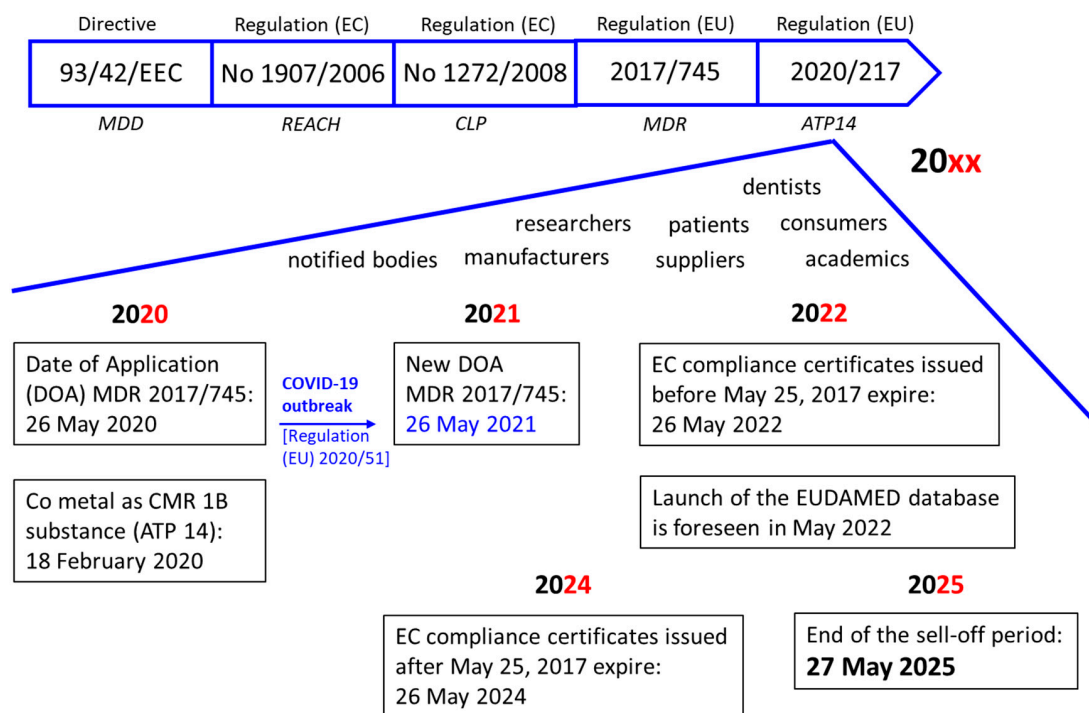 Directive
Regulation (EC)
Regulation (EC)
Regulation (EU)
Regulation (EU)
93/42/EEC
No 1907/2006
No 1272/2008
2017/745
2020/217
MDD
REACH
CLP
MDR
ATP14
20xx
dentists
researchers
patients
consumers
notified bodies
manufacturers
suppliers
academics
2020
Date of Application
(DOA) MDR 2017/745:
26 May 2020
COVID-19
outbreak
[Regulation
(EU) 2020/51]
2021
New DOA
MDR 2017/745:
26 May 2021
2022
EC compliance certificates issued
before May 25, 2017 expire:
26 May 2022
Co metal as CMR 1B
substance (ATP 14):
18 February 2020
Launch of the EUDAMED database
is foreseen in May 2022
2024
EC compliance certificates issued
after May 25, 2017 expire:
26 May 2024
2025
End of the sell-off period:
27 May 2025